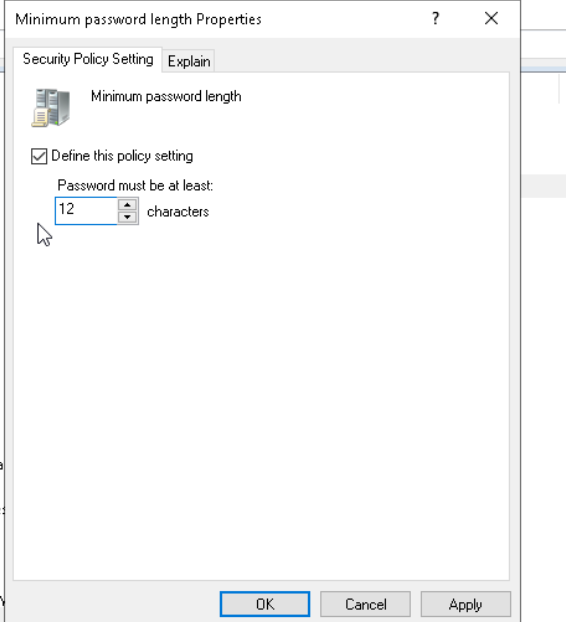 Minimum password length Properties ? ×
Security Policy Setting Explain
Minimum password length
Define this policy setting
Password must be at least:
12 characters
OK Cancel Apply